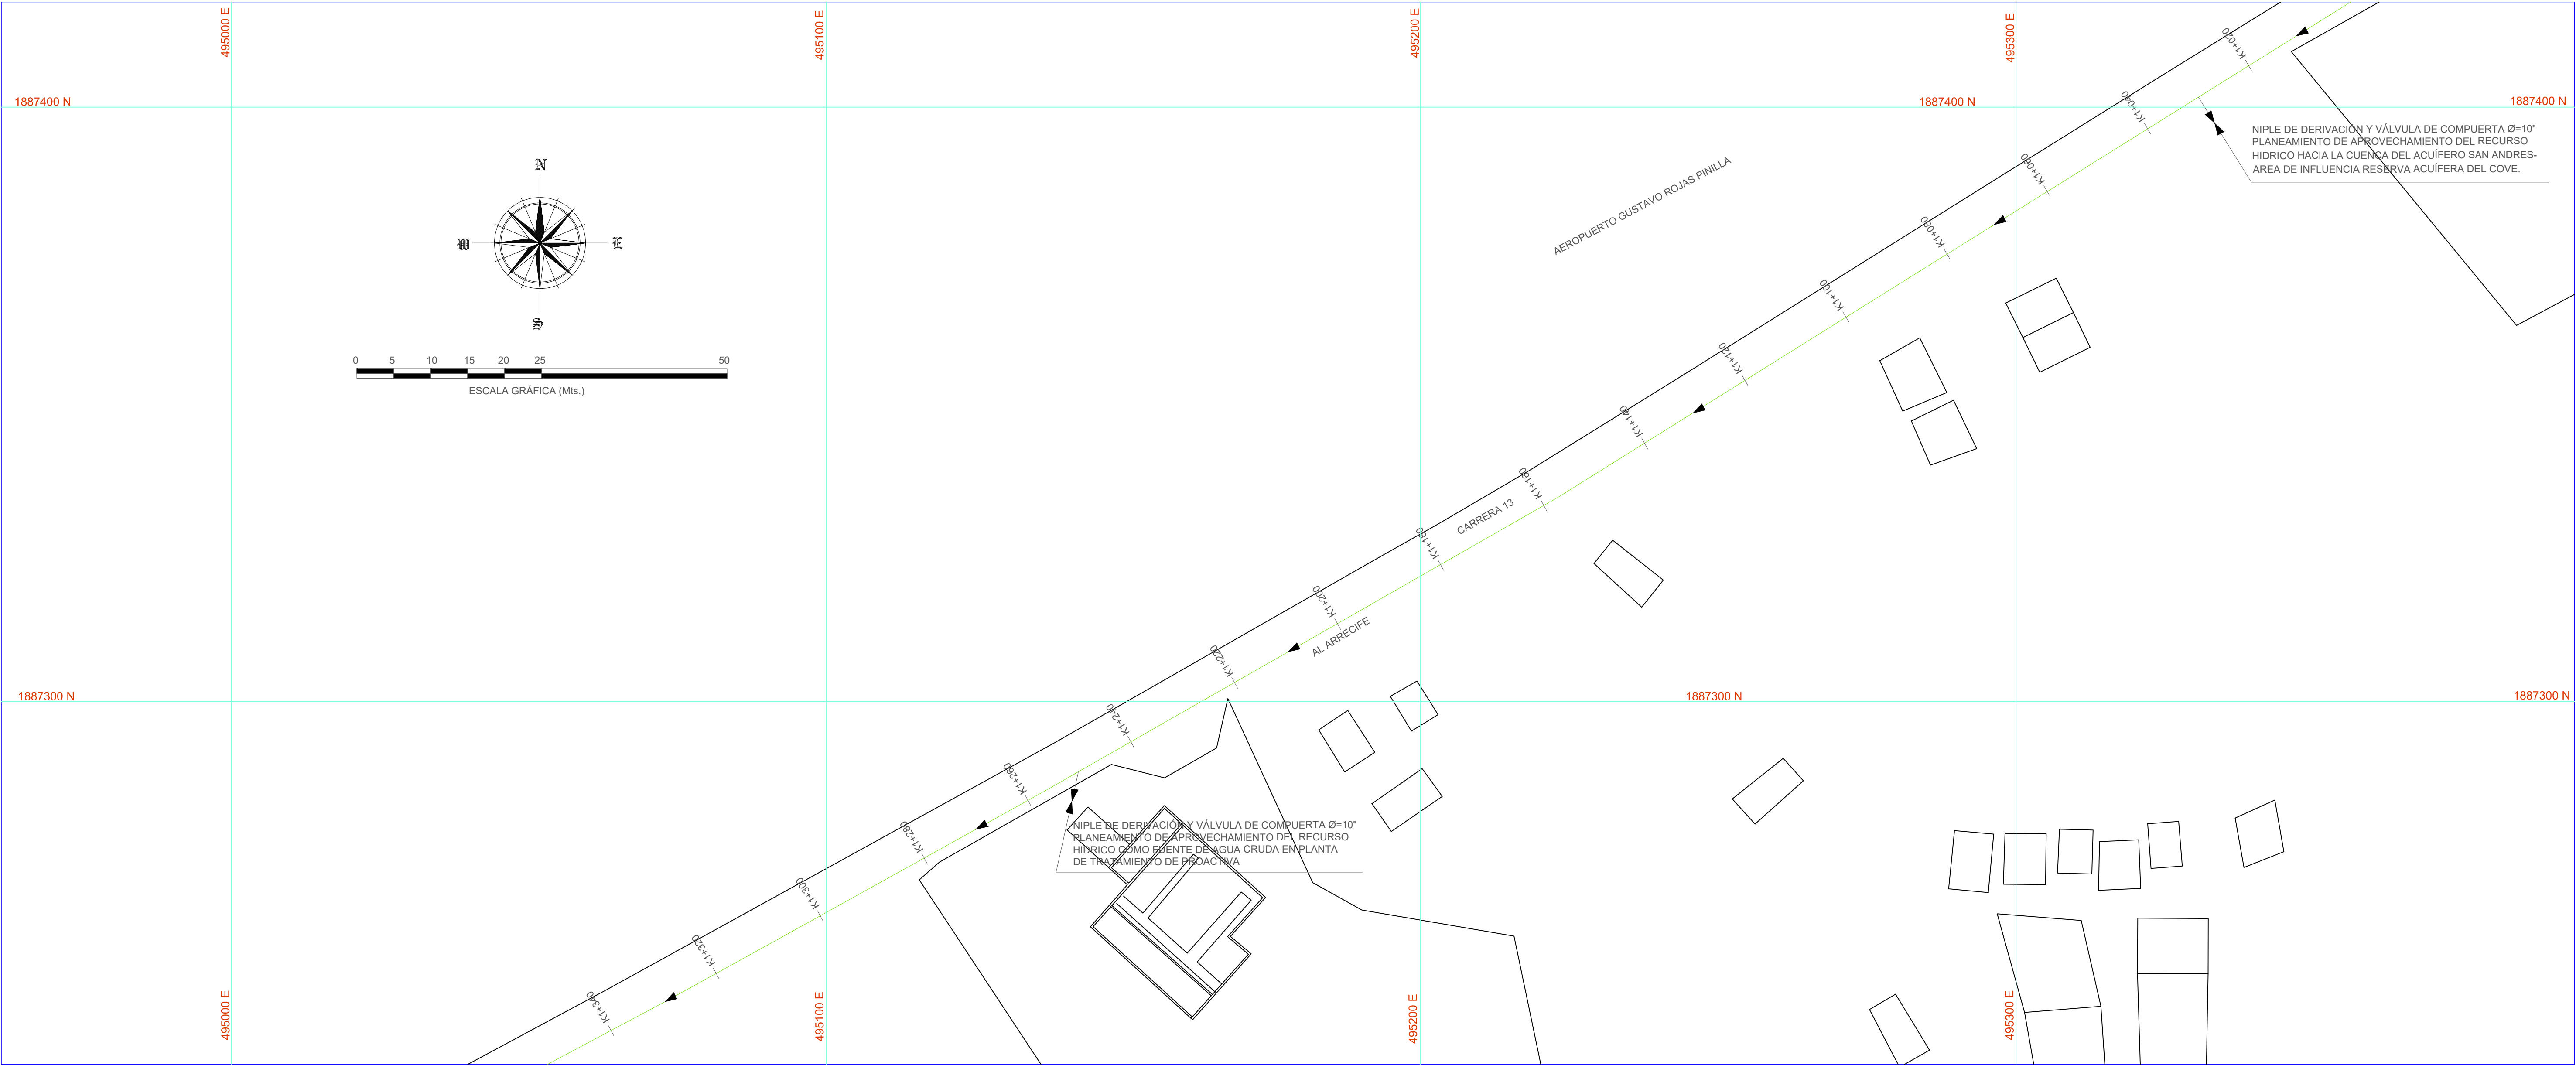 495000 E
495100 E
495200 E
495300 E
1887400 N
1887400 N
1887400 N
K1+020
K1+040
K1+060
K1+080
K1+100
K1+120
K1+140
K1+160
K1+180
K1+200
K1+220
K1+240
K1+260
K1+280
K1+300
K1+320
K1+340
NIPLE DE DERIVACIÓN Y VÁLVULA DE COMPUERTA Ø=10"
PLANEAMIENTO DE APROVECHAMIENTO DEL RECURSO
HIDRICO HACIA LA CUENCA DEL ACUÍFERO SAN ANDRES-
AREA DE INFLUENCIA RESERVA ACUÍFERA DEL COVE.
AEROPUERTO GUSTAVO ROJAS PINILLA
N
W
E
S
0 5 10 15 20 25 50
ESCALA GRÁFICA (Mts.)
CARRERA 13
AL ARRECIFE
1887300 N
1887300 N
1887300 N
NIPLE DE DERIVACIÓN Y VÁLVULA DE COMPUERTA Ø=10"
PLANEAMIENTO DE APROVECHAMIENTO DEL RECURSO
HIDRICO COMO FUENTE DE AGUA CRUDA EN PLANTA
DE TRATAMIENTO DE PROACTIVA
495000 E
495100 E
495200 E
495300 E